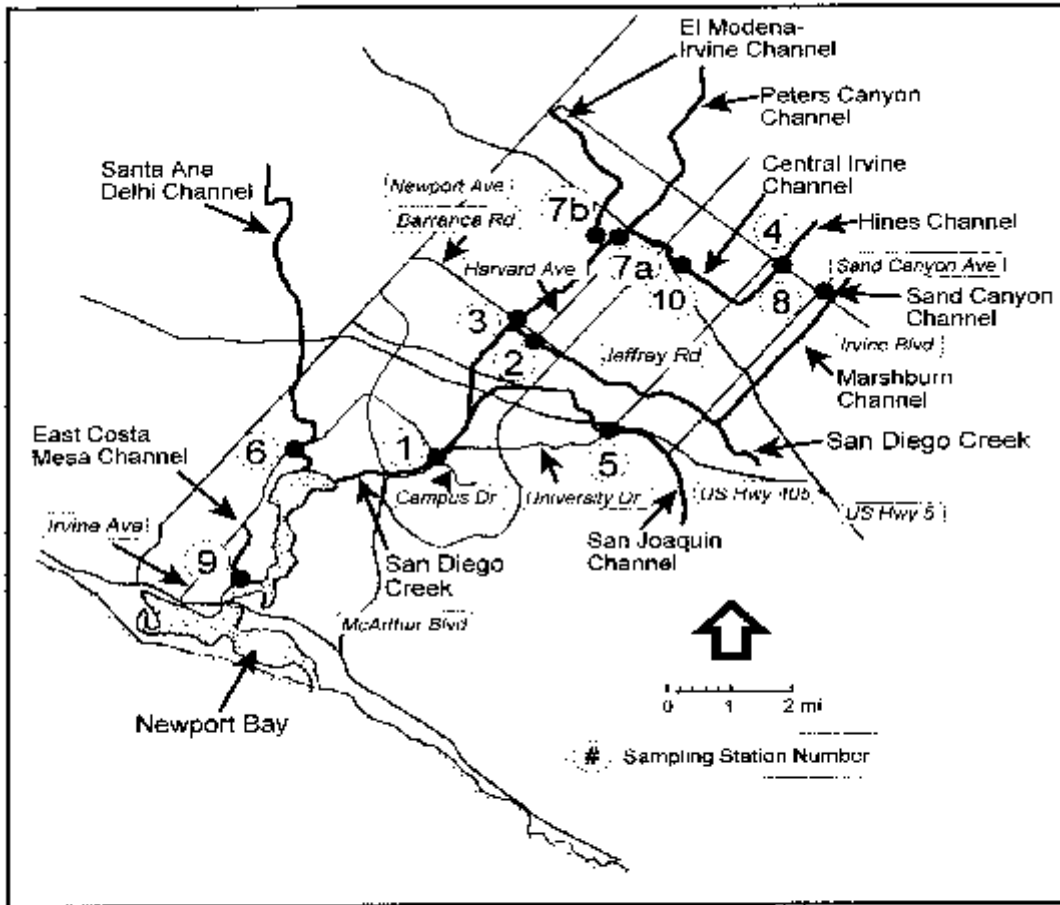 El Modena-
Irvine Channel
Peters Canyon
Channel
Santa Ana
Delhi Channel
Central Irvine
Channel
Newport Ave
Barranca Rd
7b
4
Hines Channel
Harvard Ave
7a
Sand Canyon Ave
10
8
Sand Canyon
Channel
3
2
Jeffrey Rd
Irvine Blvd
Marshburn
Channel
East Costa
Mesa Channel
6
1
5
San Diego Creek
Campus Dr
University Dr
US Hwy 405
US Hwy 5
Irvine Ave
9
San Diego
Creek
San Joaquin
Channel
McArthur Blvd
Newport Bay
0 1 2 mi
# Sampling Station Number